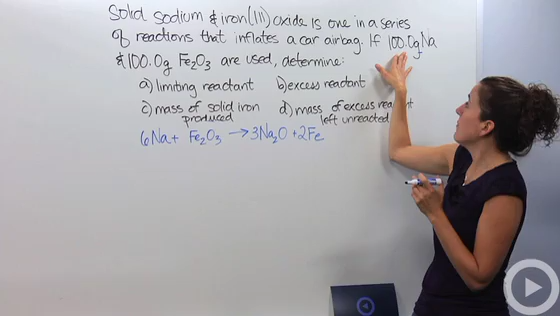 Solid sodium & iron(III) oxide is one in a series
of reactions that inflates a car airbag. If 100.0g Na
& 100.0g Fe₂O₃ are used, determine:
a) limiting reactant b) excess reactant
c) mass of solid iron produced
d) mass of excess reactant left unreacted
6Na + Fe₂O₃ → 3Na₂O + 2Fe